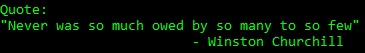 Quote:
"Never was so much owed by so many to so few"
- Winston Churchill